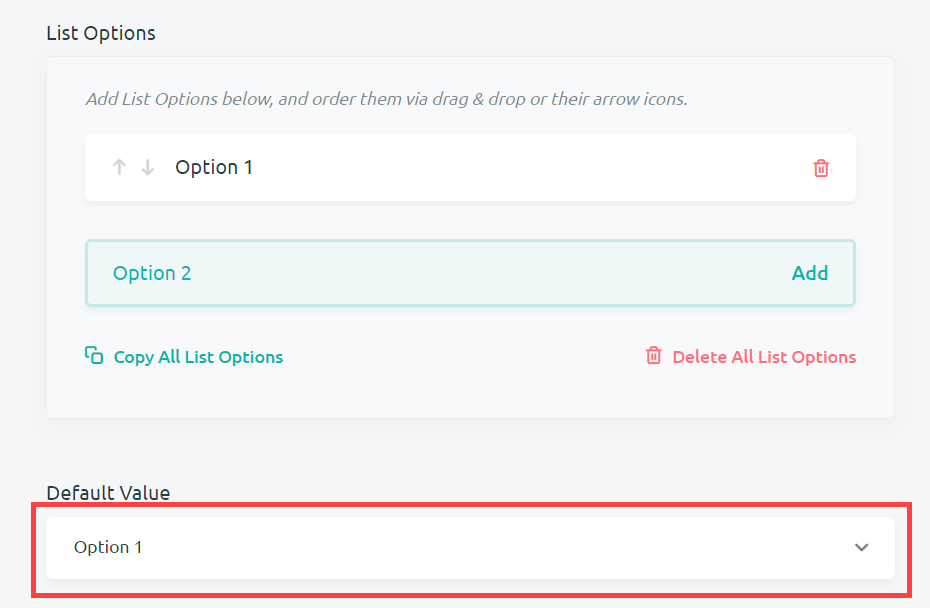 List Options
Add List Options below, and order them via drag & drop or their arrow icons.
Option 1
Option 2 Add
Copy All List Options Delete All List Options
Default Value
Option 1